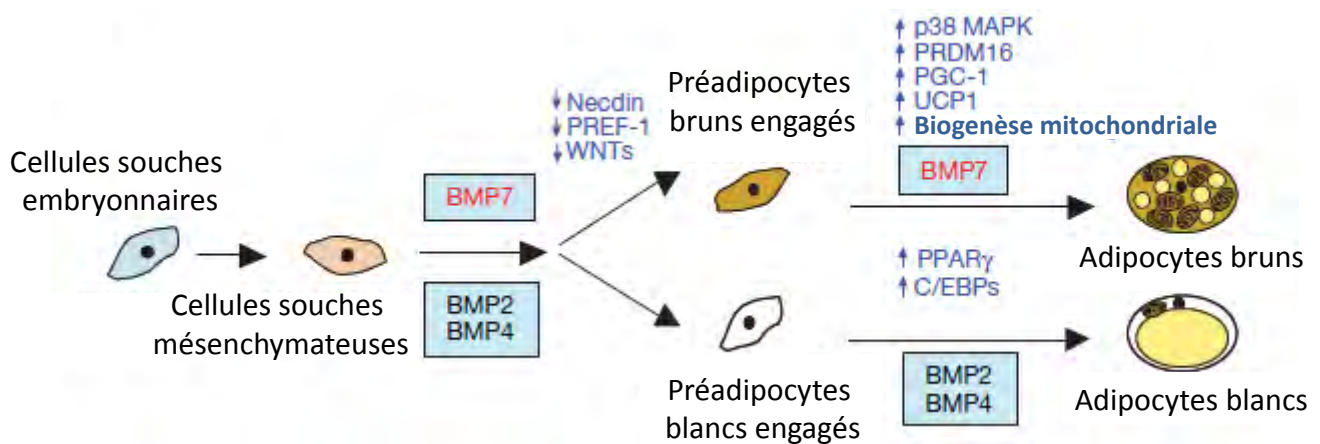 Cellules souches
embryonnaires
Cellules souches
mésenchymateuses
BMP7
BMP2
BMP4
Necdin
PREF-1
WNTs
Préadipocytes
bruns engagés
p38 MAPK
PRDM16
PGC-1
UCP1
Biogenèse mitochondriale
BMP7
Adipocytes bruns
PPARγ
C/EBPs
Préadipocytes
blancs engagés
BMP2
BMP4
Adipocytes blancs